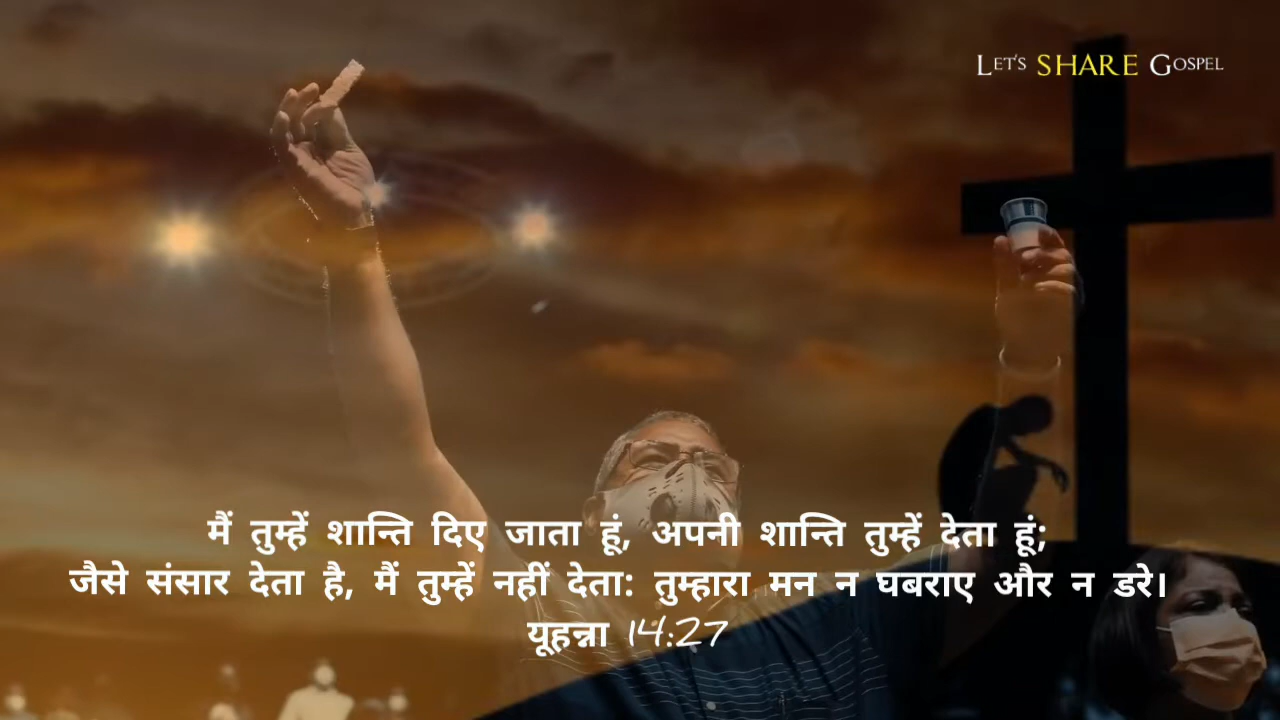 LET'S SHARE GOSPEL
मैं तुम्हें शान्ति दिए जाता हूं, अपनी शान्ति तुम्हें देता हूं;
जैसे संसार देता है, मैं तुम्हें नहीं देता: तुम्हारा मन न घबराए और न डरे।
यूहन्ना 14:27